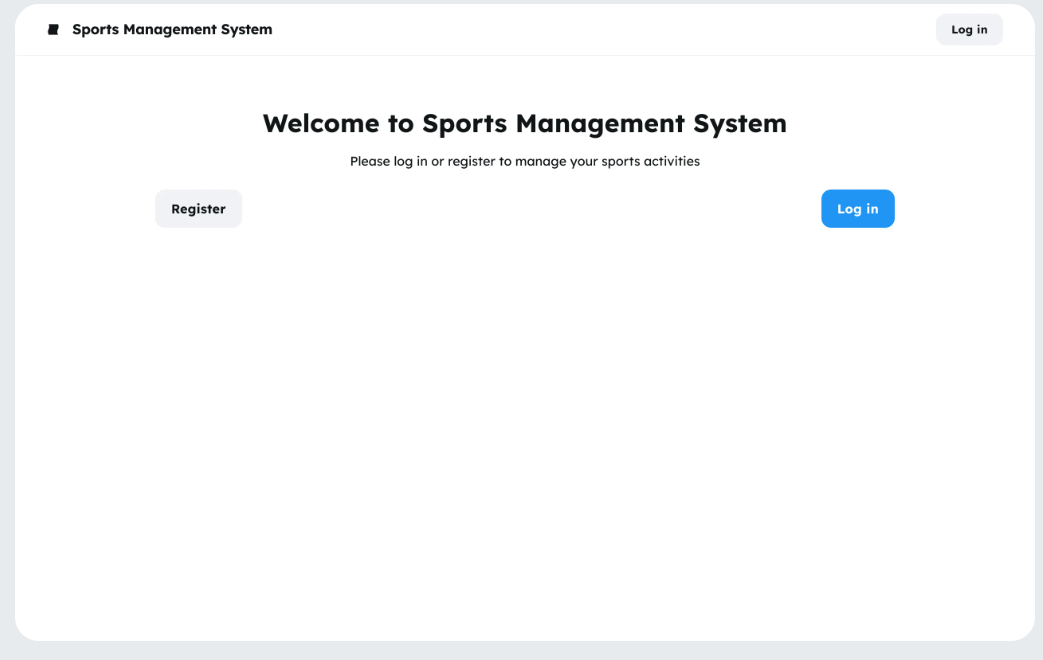 Sports Management System
Log in
Welcome to Sports Management System
Please log in or register to manage your sports activities
Register
Log in